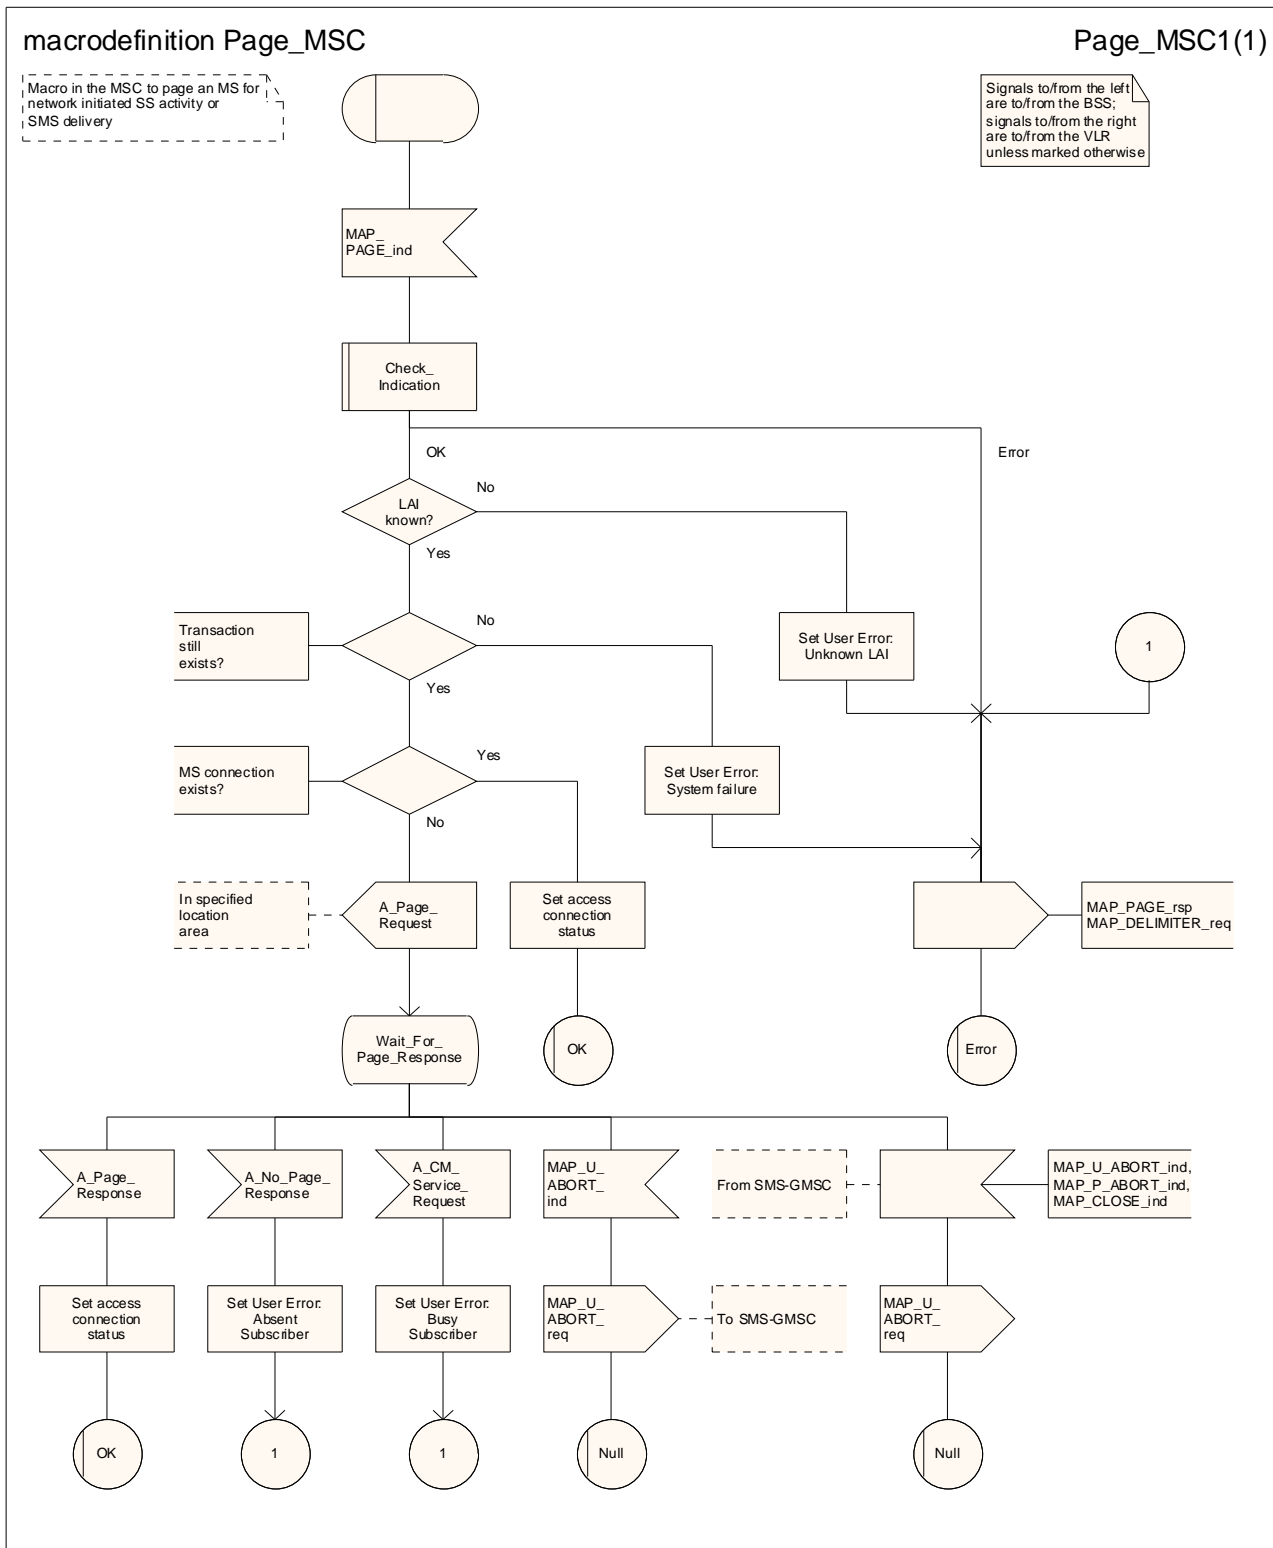 macrodefinition Page_MSC
Page_MSC1(1)
Macro in the MSC to page an MS for
network initiated SS activity or
SMS delivery
Signals to/from the left
are to/from the BSS;
signals to/from the right
are to/from the VLR
unless marked otherwise
MAP_
PAGE_ind
Check_
Indication
OK
Error
LAI
known?
No
Yes
Transaction
still
exists?
No
Yes
Set User Error:
Unknown LAI
1
MS connection
exists?
Yes
No
Set User Error:
System failure
In specified
location
area
A_Page_
Request
Set access
connection
status
MAP_PAGE_rsp
MAP_DELIMITER_req
Wait_For_
Page_Response
OK
Error
A_Page_
Response
A_No_Page_
Response
A_CM_
Service_
Request
MAP_U_
ABORT_
ind
From SMS-GMSC
MAP_U_ABORT_ind,
MAP_P_ABORT_ind,
MAP_CLOSE_ind
Set access
connection
status
Set User Error:
Absent
Subscriber
Set User Error:
Busy
Subscriber
MAP_U_
ABORT_
req
To SMS-GMSC
MAP_U_
ABORT_
req
OK
1
1
Null
Null